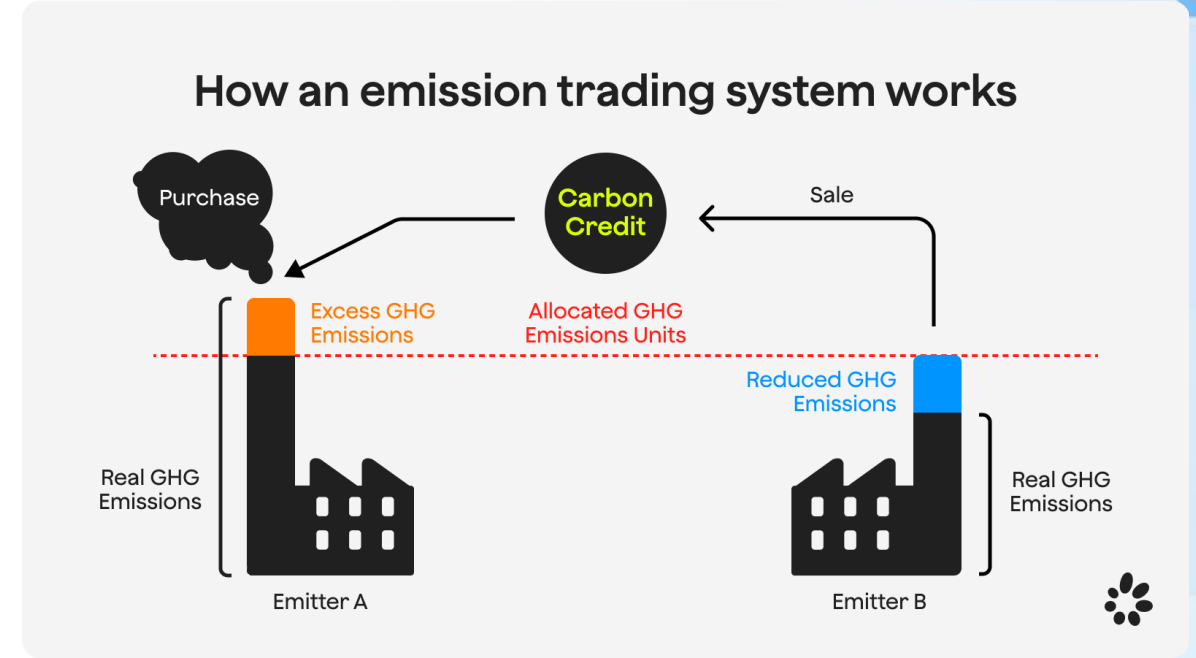 How an emission trading system works
Purchase
Carbon
Credit
Sale
Excess GHG
Emissions
Allocated GHG
Emissions Units
Reduced GHG
Emissions
Real GHG
Emissions
Real GHG
Emissions
Emitter A
Emitter B